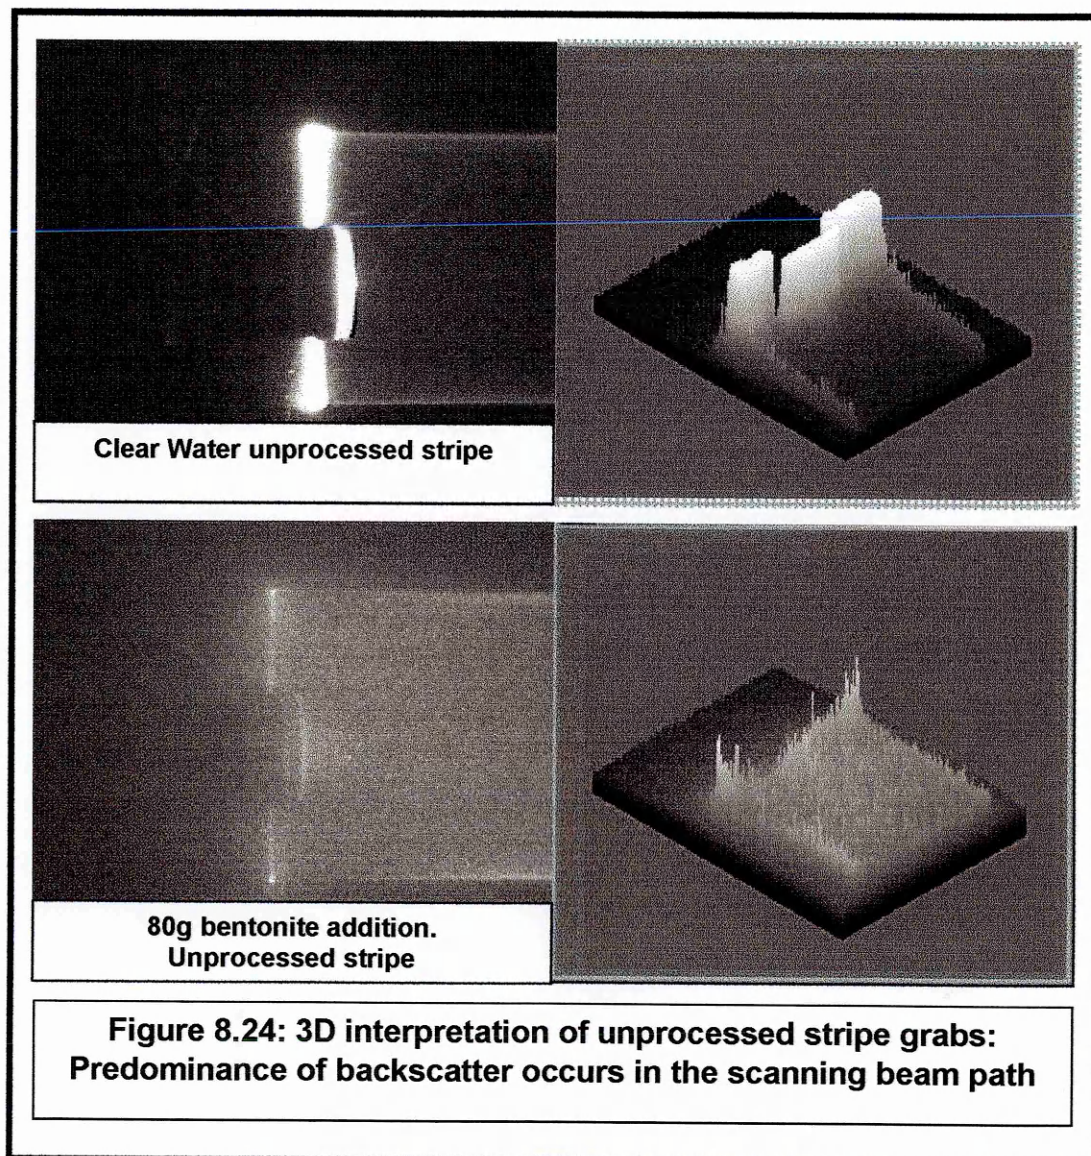 Clear Water unprocessed stripe
80g bentonite addition.
Unprocessed stripe
Figure 8.24: 3D interpretation of unprocessed stripe grabs:
Predominance of backscatter occurs in the scanning beam path